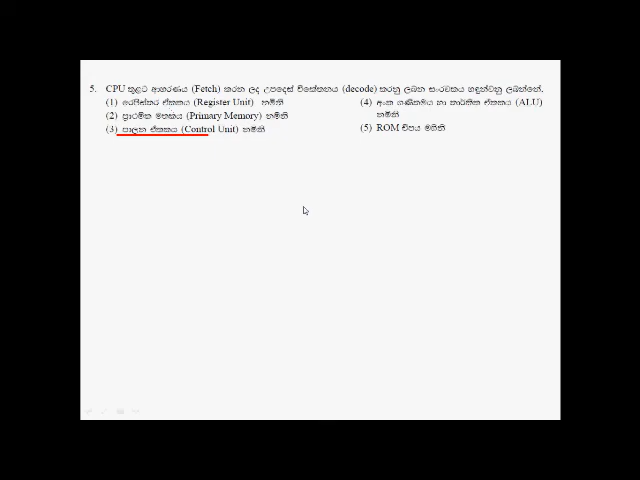 5. CPU තුළට ආහරණය (Fetch) කරන ලද උපදෙස් විකේතනය (decode) කරනු ලබන සංරචකය හඳුන්වනු ලබන්නේ,
(1) රෙජිස්තර ඒකකය (Register Unit) නමිනි
(2) ප්‍රාථමික මතකය (Primary Memory) නමිනි
(3) පාලන ඒකකය (Control Unit) නමිනි
(4) අංක ගණිතමය හා තාර්කික ඒකකය (ALU)
නමිනි
(5) ROM චිපය මගිනි